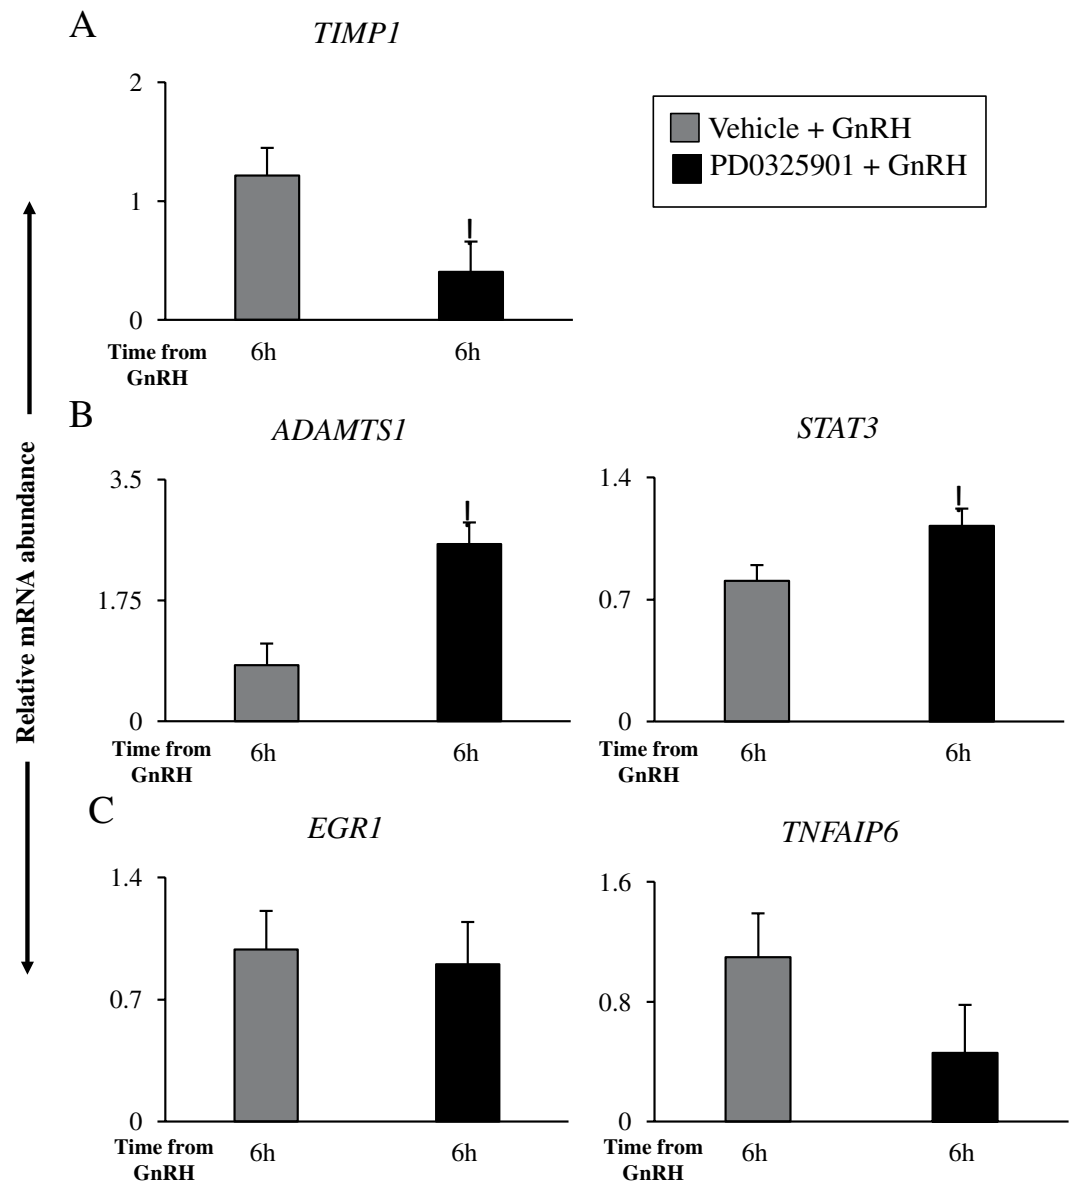 A
TIMP1
2
1
0
Time from
GnRH
6h
6h
!
Vehicle + GnRH
PD0325901 + GnRH
Relative mRNA abundance
B
ADAMTS1
3.5
1.75
0
Time from
GnRH
6h
6h
!
STAT3
1.4
0.7
0
Time from
GnRH
6h
6h
!
C
EGR1
1.4
0.7
0
Time from
GnRH
6h
6h
TNFAIP6
1.6
0.8
0
Time from
GnRH
6h
6h